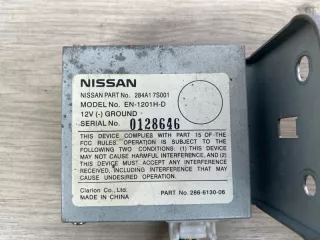 NISSAN
NISSAN PART No. 284A1 7S001
MODEL No. EN-1201H-D
12V (-) GROUND
SERIAL No. 0128646
THIS DEVICE COMPLIES WITH PART 15 OF THE
FCC RULES. OPERATION IS SUBJECT TO THE
FOLLOWING TWO CONDITIONS: (1) THIS DEVICE
MAY NOT CAUSE HARMFUL INTERFERENCE, AND (2)
THIS DEVICE MUST ACCEPT ANY INTERFERENCE
RECEIVED, INCLUDING INTERFERENCE THAT MAY
CAUSE UNDESIRED OPERATION.
Clarion Co., Ltd.
MADE IN CHINA PART No. 286-6130-06